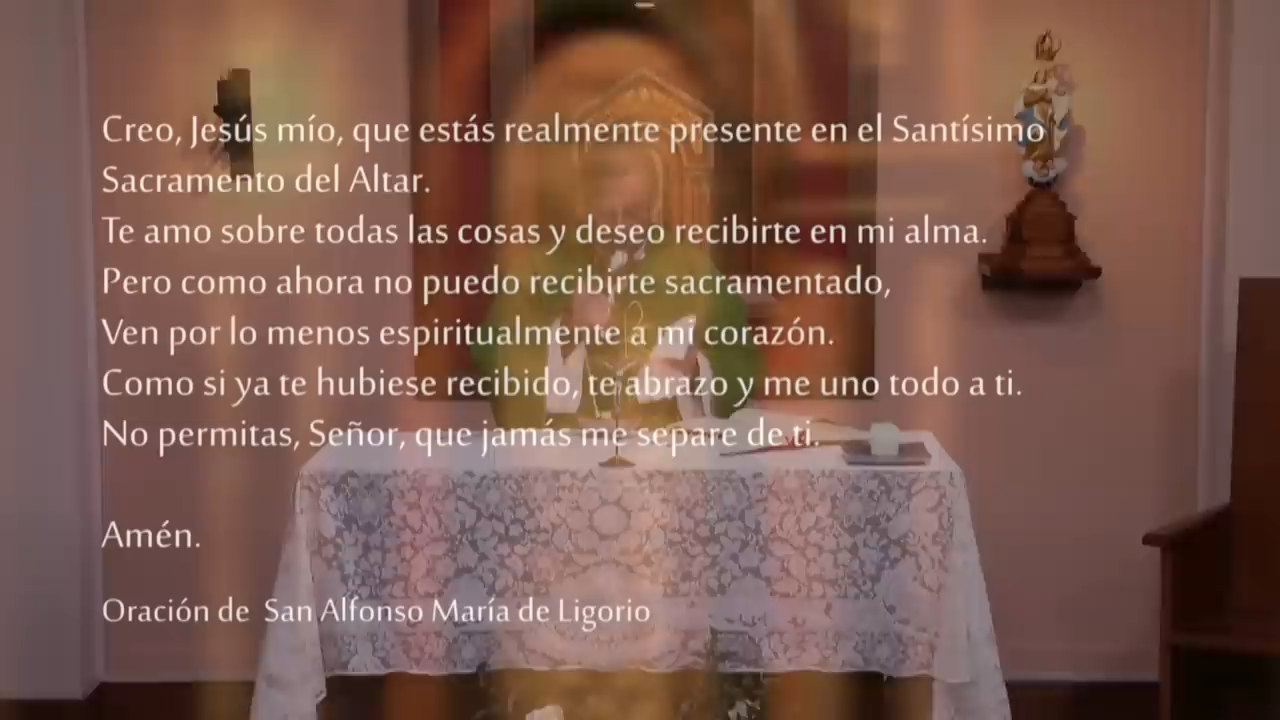 Creo, Jesús mío, que estás realmente presente en el Santísimo
Sacramento del Altar.
Te amo sobre todas las cosas y deseo recibirte en mi alma.
Pero como ahora no puedo recibirte sacramentado,
Ven por lo menos espiritualmente a mi corazón.
Como si ya te hubiese recibido, te abrazo y me uno todo a ti.
No permitas, Señor, que jamás me separe de ti.
Amén.
Oración de San Alfonso María de Ligorio